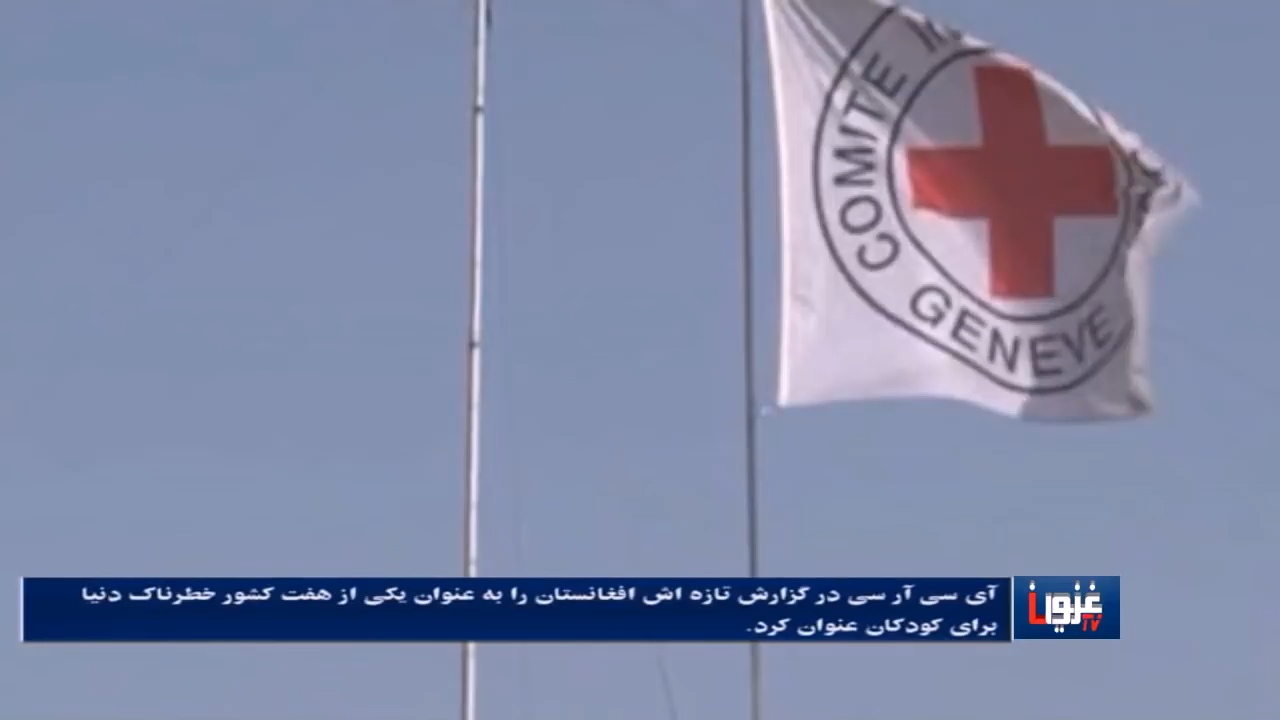 COMITE
GENEVE
آی سی آر سی در گزارش تازه اش افغانستان را به عنوان یکی از هفت کشور خطرناک دنیا
برای کودکان عنوان کرد.
TV